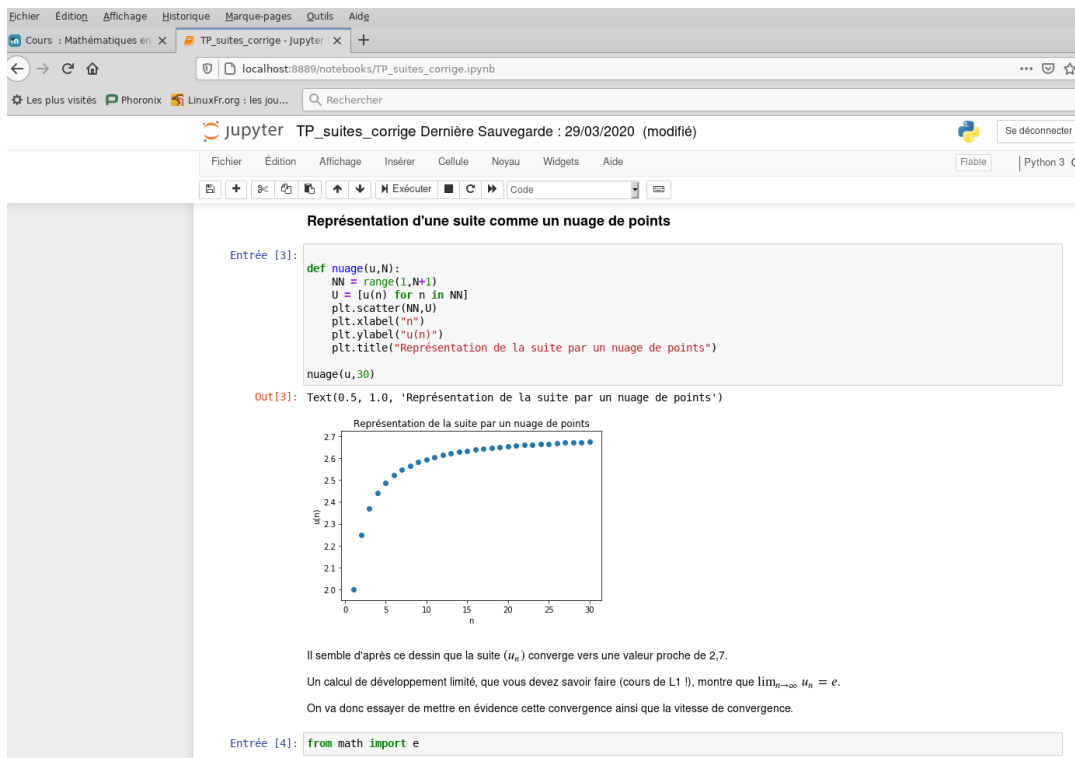 Fichier Édition Affichage Historique Marque-pages Outils Aide
Cours : Mathématiques en TP_suites_corrige - Jupyter
localhost:8889/notebooks/TP_suites_corrige.ipynb
Les plus visités Phoronix LinuxFr.org : les jou... Rechercher
jupyter TP_suites_corrige Dernière Sauvegarde : 29/03/2020 (modifié) Se déconnecter
Fichier Édition Affichage Insérer Cellule Noyau Widgets Aide Fiable Python 3
Exécuter Code
Représentation d'une suite comme un nuage de points
Entrée [3]:
def nuage(u,N):
    NN = range(1,N+1)
    U = [u(n) for n in NN]
    plt.scatter(NN,U)
    plt.xlabel("n")
    plt.ylabel("u(n)")
    plt.title("Représentation de la suite par un nuage de points")
nuage(u,30)
Out[3]: Text(0.5, 1.0, 'Représentation de la suite par un nuage de points')
Représentation de la suite par un nuage de points
2.7
2.6
2.5
2.4
2.3
2.2
2.1
2.0
u(n)
0 5 10 15 20 25 30
n
Il semble d'après ce dessin que la suite (uₙ) converge vers une valeur proche de 2,7.
Un calcul de développement limité, que vous devez savoir faire (cours de L1 !), montre que limₙ→∞ uₙ = e.
On va donc essayer de mettre en évidence cette convergence ainsi que la vitesse de convergence.
Entrée [4]: from math import e